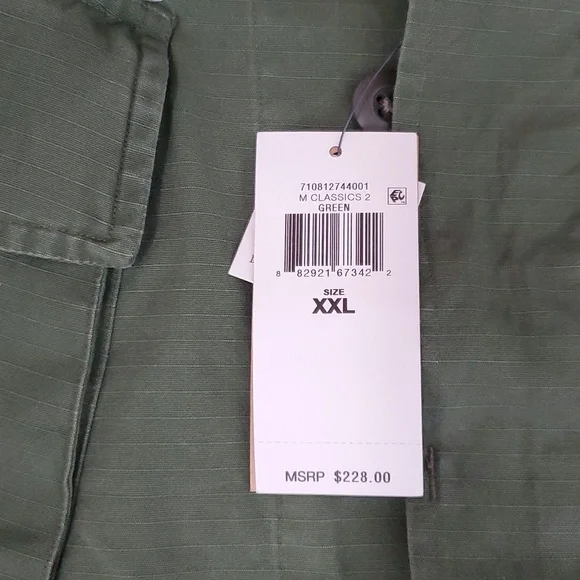 710812744001
M CLASSICS 2
GREEN
8 82921 67342 2
SIZE
XXL
MSRP $228.00